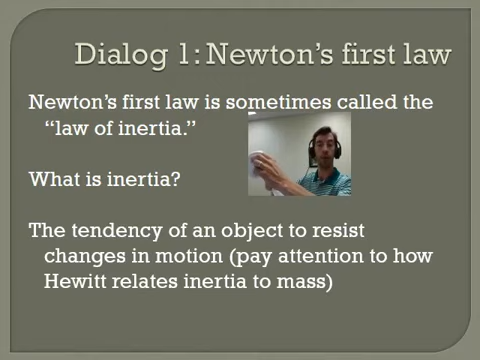 Dialog 1: Newton's first law
Newton's first law is sometimes called the
“law of inertia.”
What is inertia?
The tendency of an object to resist
changes in motion (pay attention to how
Hewitt relates inertia to mass)